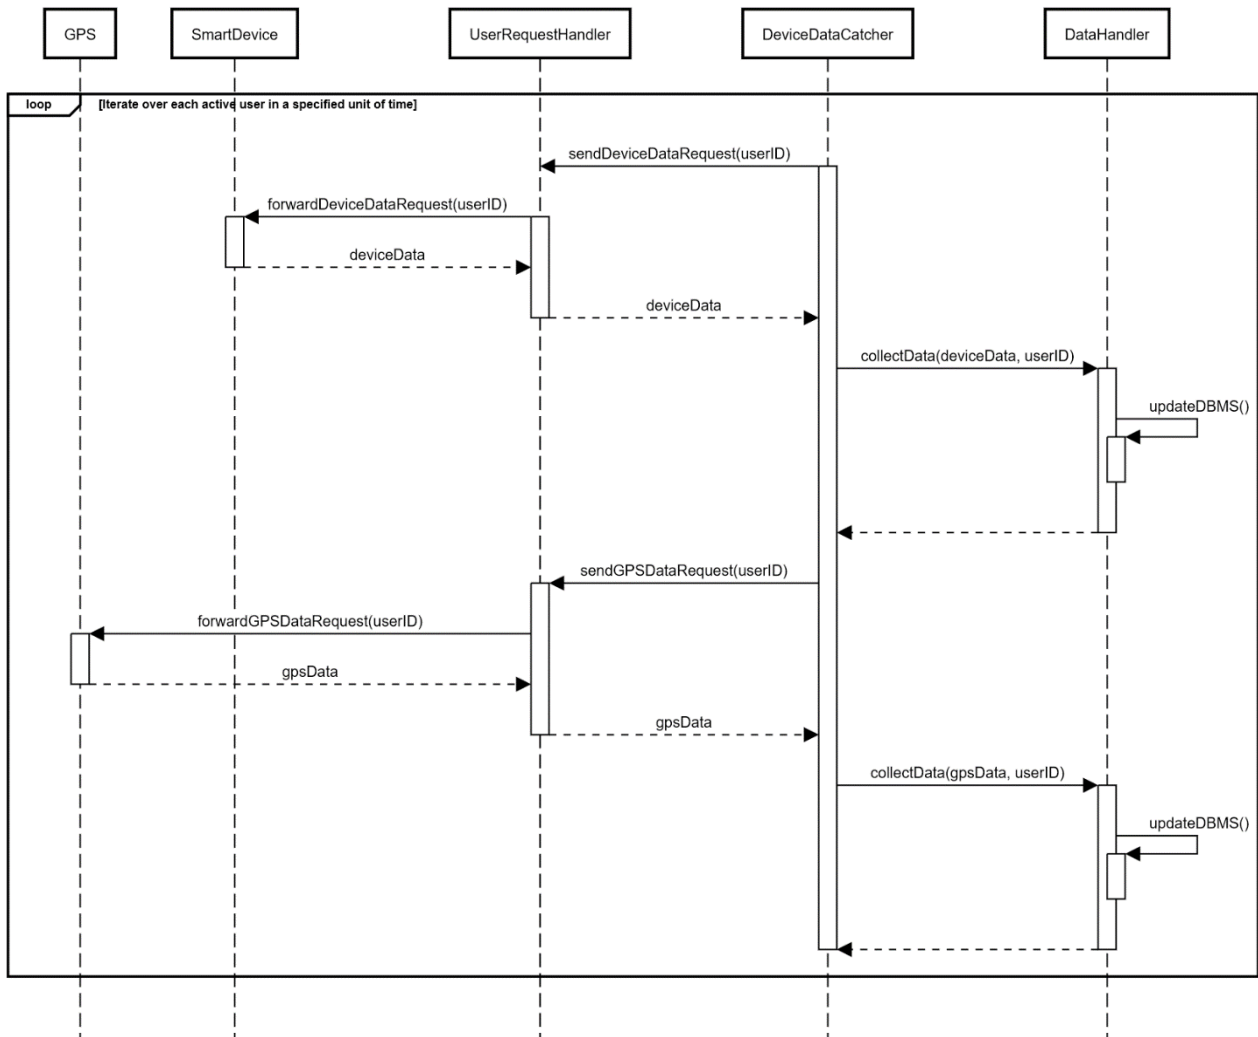 GPS
SmartDevice
UserRequestHandler
DeviceDataCatcher
DataHandler
loop
[Iterate over each active user in a specified unit of time]
sendDeviceDataRequest(userID)
forwardDeviceDataRequest(userID)
deviceData
deviceData
collectData(deviceData, userID)
updateDBMS()
sendGPSDataRequest(userID)
forwardGPSDataRequest(userID)
gpsData
gpsData
collectData(gpsData, userID)
updateDBMS()